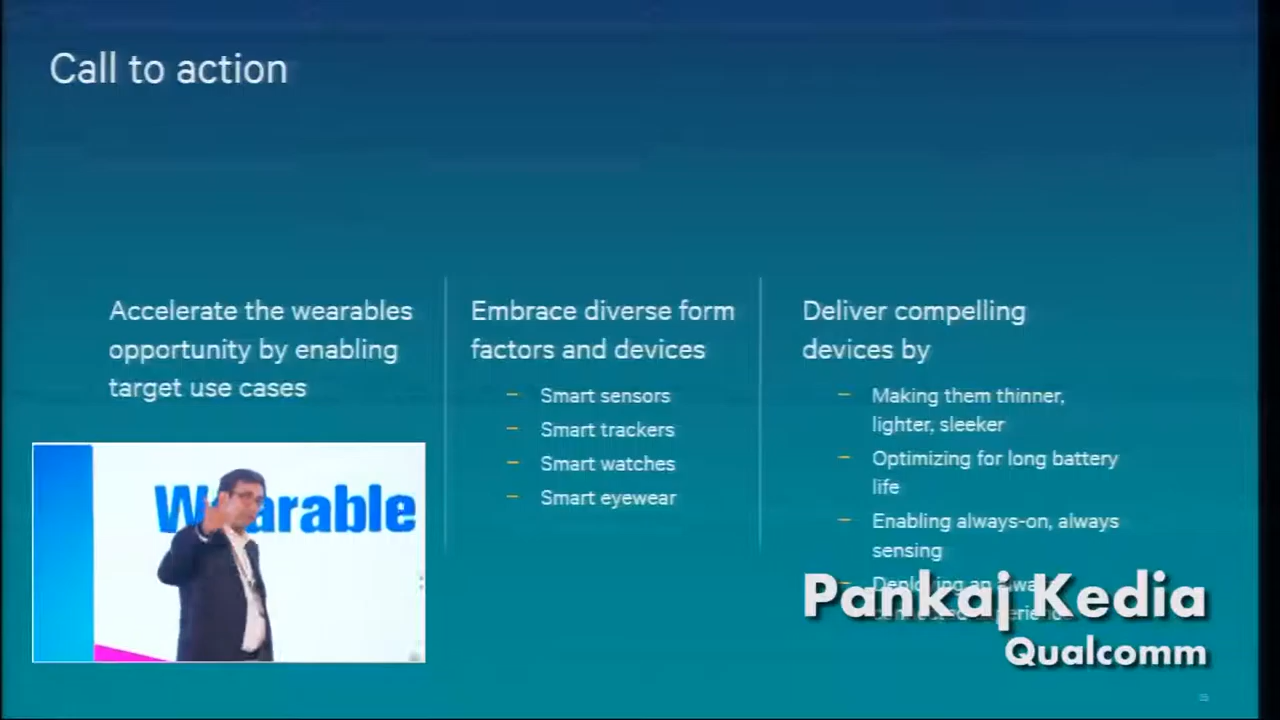 Call to action
Accelerate the wearables
opportunity by enabling
target use cases
Embrace diverse form
factors and devices
– Smart sensors
– Smart trackers
– Smart watches
– Smart eyewear
Deliver compelling
devices by
– Making them thinner,
lighter, sleeker
– Optimizing for long battery
life
– Enabling always-on, always
sensing
– Deploying an
Wearable
Pankaj Kedia
Qualcomm